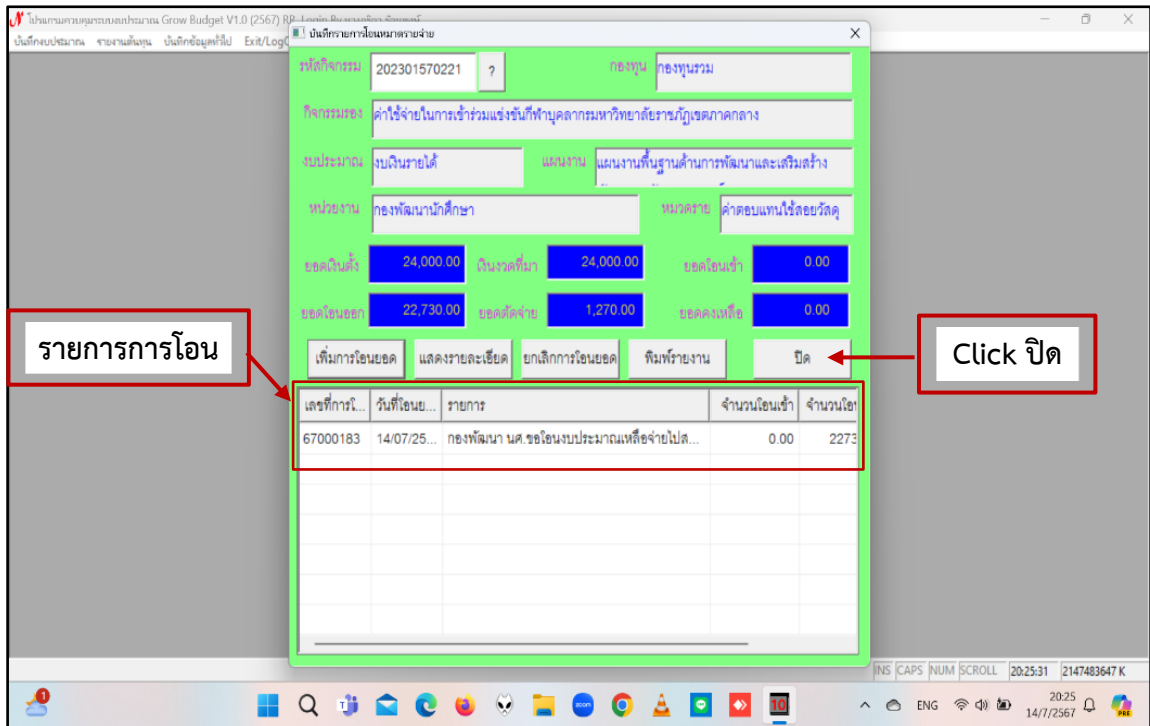 โปรแกรมควบคุมระบบงบประมาณ Grow Budget V1.0 (2567) RP. Login By
บันทึกงบประมาณ รายงานต้นทุน บันทึกข้อมูลทั่วไป Exit/LogO
บันทึกรายการโอนหมวดรายจ่าย
รหัสกิจกรรม 202301570221 ? กองทุน กองทุนรวม
กิจกรรมรอง ค่าใช้จ่ายในการเข้าร่วมแข่งขันกีฬาบุคลากรมหาวิทยาลัยราชภัฏเขตภาคกลาง
งบประมาณ งบเงินรายได้ แผนงาน แผนงานพื้นฐานด้านการพัฒนาและเสริมสร้าง
หน่วยงาน กองพัฒนานักศึกษา หมวดราย ค่าตอบแทนใช้สอยวัสดุ
ยอดเงินตั้ง 24,000.00 เงินงวดที่มา 24,000.00 ยอดโอนเข้า 0.00
ยอดโอนออก 22,730.00 ยอดตัดจ่าย 1,270.00 ยอดคงเหลือ 0.00
รายการการโอน
เพิ่มการโอนยอด แสดงรายละเอียด ยกเลิกการโอนยอด พิมพ์รายงาน ปิด
Click ปิด
เลขที่การโ... วันที่โอนย... รายการ จำนวนโอนเข้า จำนวนโอ
67000183 14/07/25... กองพัฒนา นศ.ขอโอนงบประมาณเหลือจ่ายไปส... 0.00 2273
INS CAPS NUM SCROLL 20:25:31 2147483647 K
1 zoom 10 ENG 20:25
14/7/2567 PRE